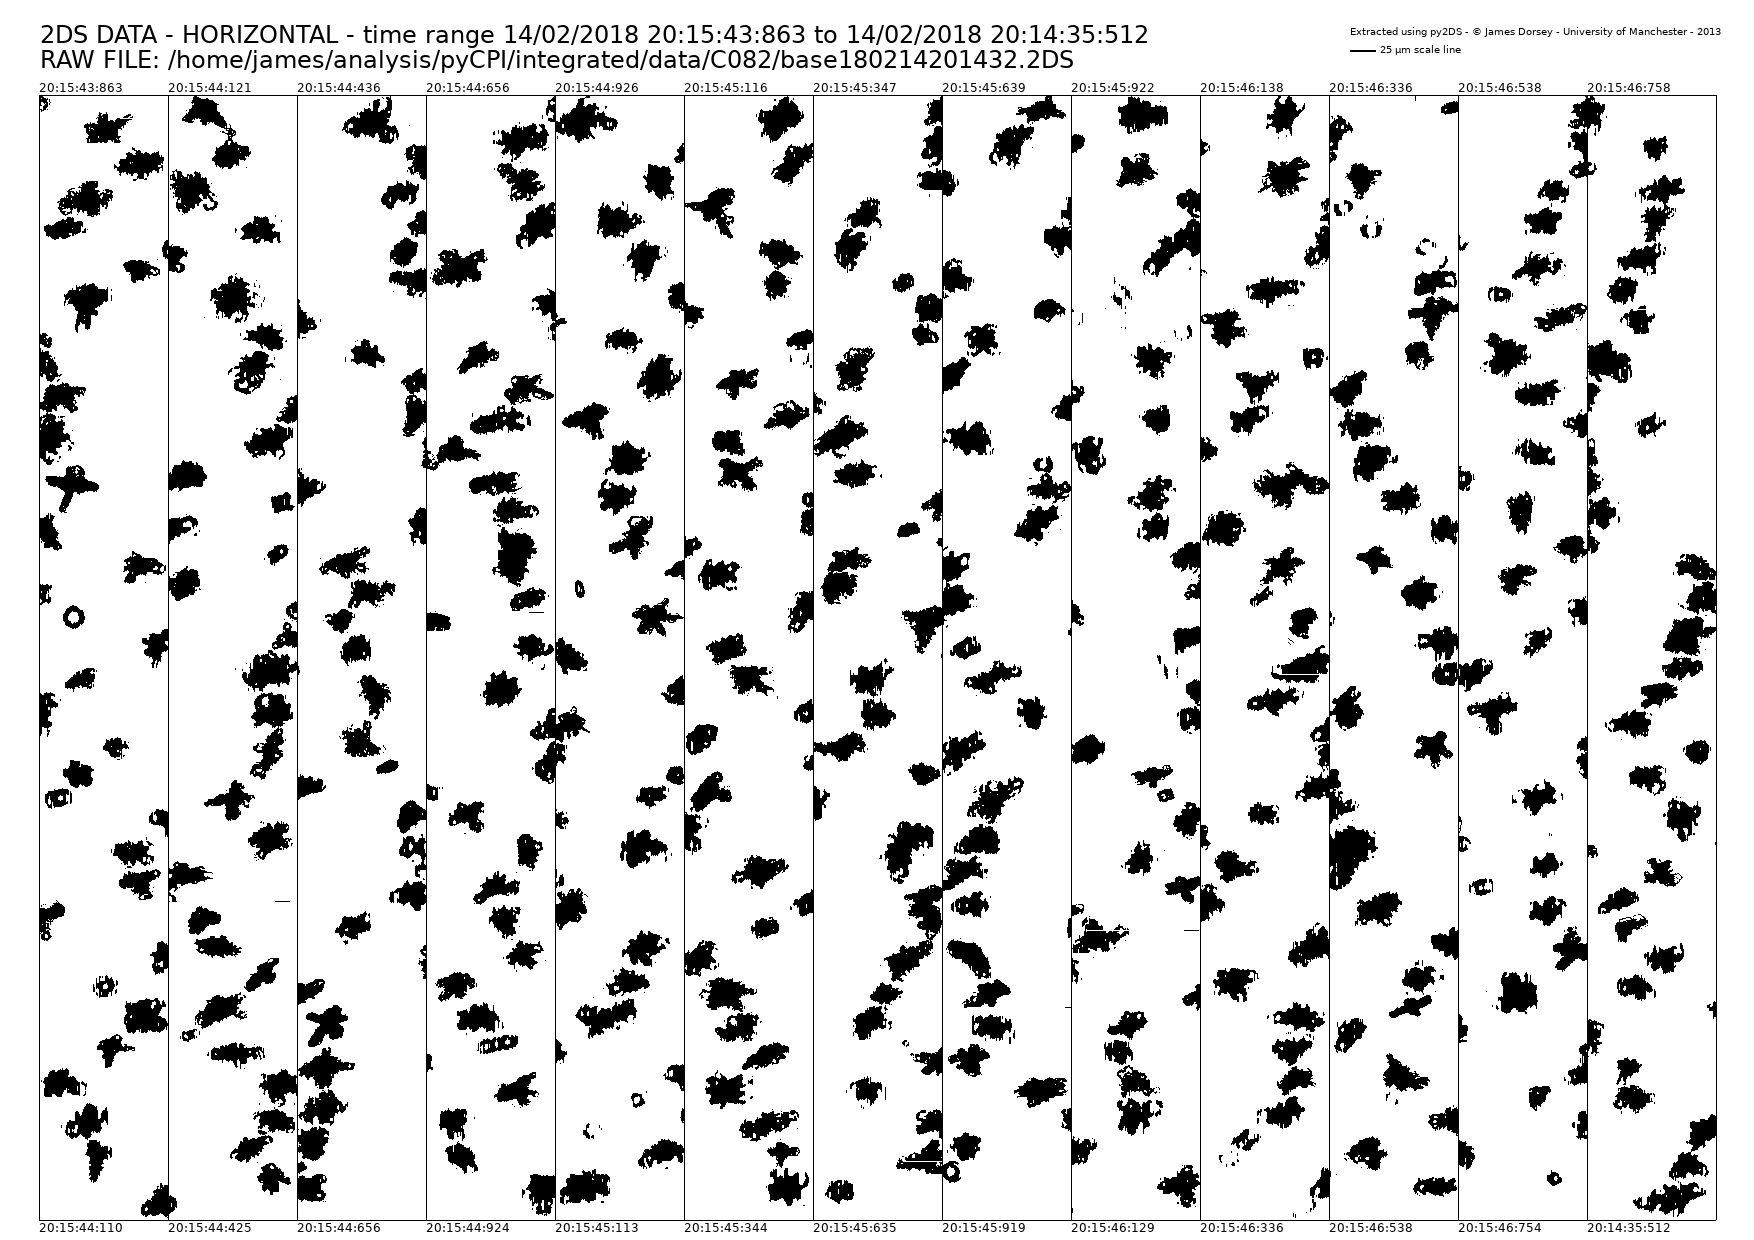 2DS DATA - HORIZONTAL - time range 14/02/2018 20:15:43:863 to 14/02/2018 20:14:35:512
RAW FILE: /home/james/analysis/pyCPI/integrated/data/C082/base180214201432.2DS
Extracted using py2DS - © James Dorsey - University of Manchester - 2013
25 µm scale line
20:15:43:863 20:15:44:121 20:15:44:436 20:15:44:656 20:15:44:926 20:15:45:116 20:15:45:347 20:15:45:639 20:15:45:922 20:15:46:138 20:15:46:336 20:15:46:538 20:15:46:758
20:15:44:110 20:15:44:425 20:15:44:656 20:15:44:924 20:15:45:113 20:15:45:344 20:15:45:635 20:15:45:919 20:15:46:129 20:15:46:336 20:15:46:538 20:15:46:754 20:14:35:512